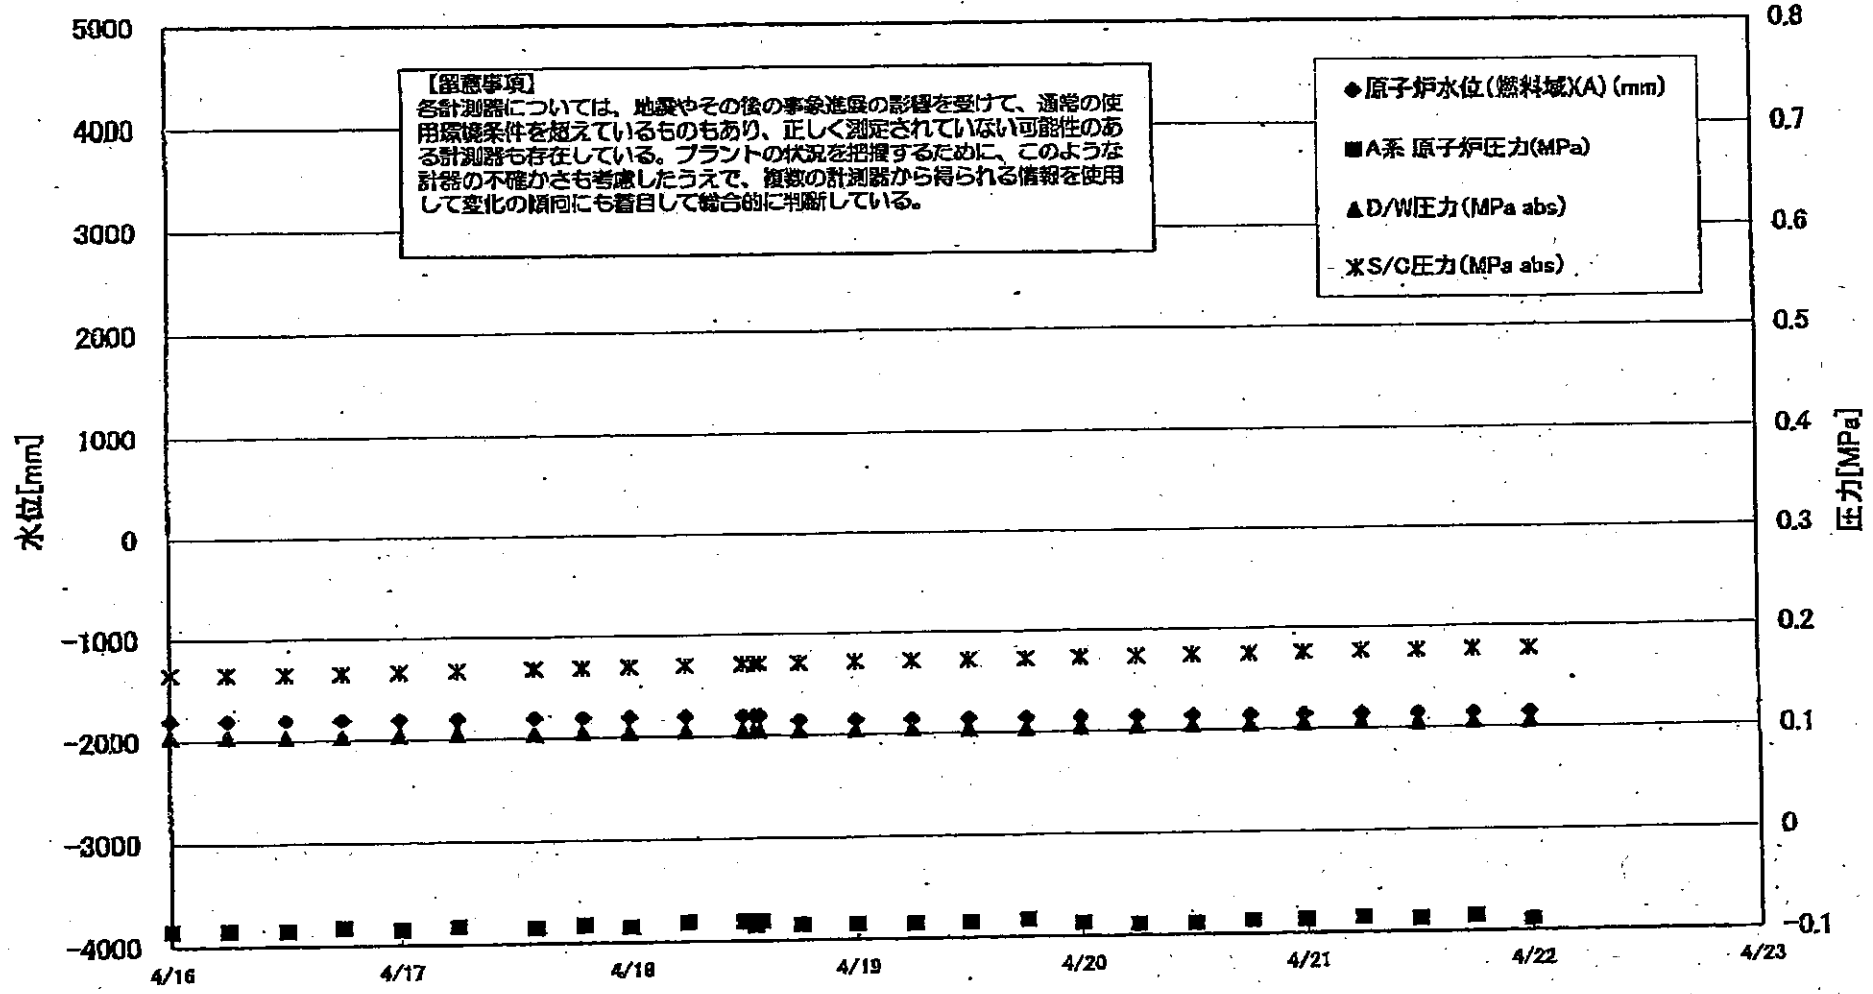 【留意事項】
各計測器については、地震やその後の事象進展の影響を受けて、通常の使
用環境条件を超えているものもあり、正しく測定されていない可能性のあ
る計測器も存在している。プラントの状況を把握するために、このような
計器の不確かさも考慮したうえで、複数の計測器から得られる情報を使用
して変化の傾向にも着目して総合的に判断している。
◆原子炉水位(燃料域)(A)(mm)
■A系 原子炉圧力(MPa)
▲D/W圧力(MPa abs)
S/C圧力(MPa abs)
水位[mm]
5000
4000
3000
2000
1000
0
-1000
-2000
-3000
-4000
圧力[MPa]
0.8
0.7
0.6
0.5
0.4
0.3
0.2
0.1
0
-0.1
4/16
4/17
4/18
4/19
4/20
4/21
4/22
4/23